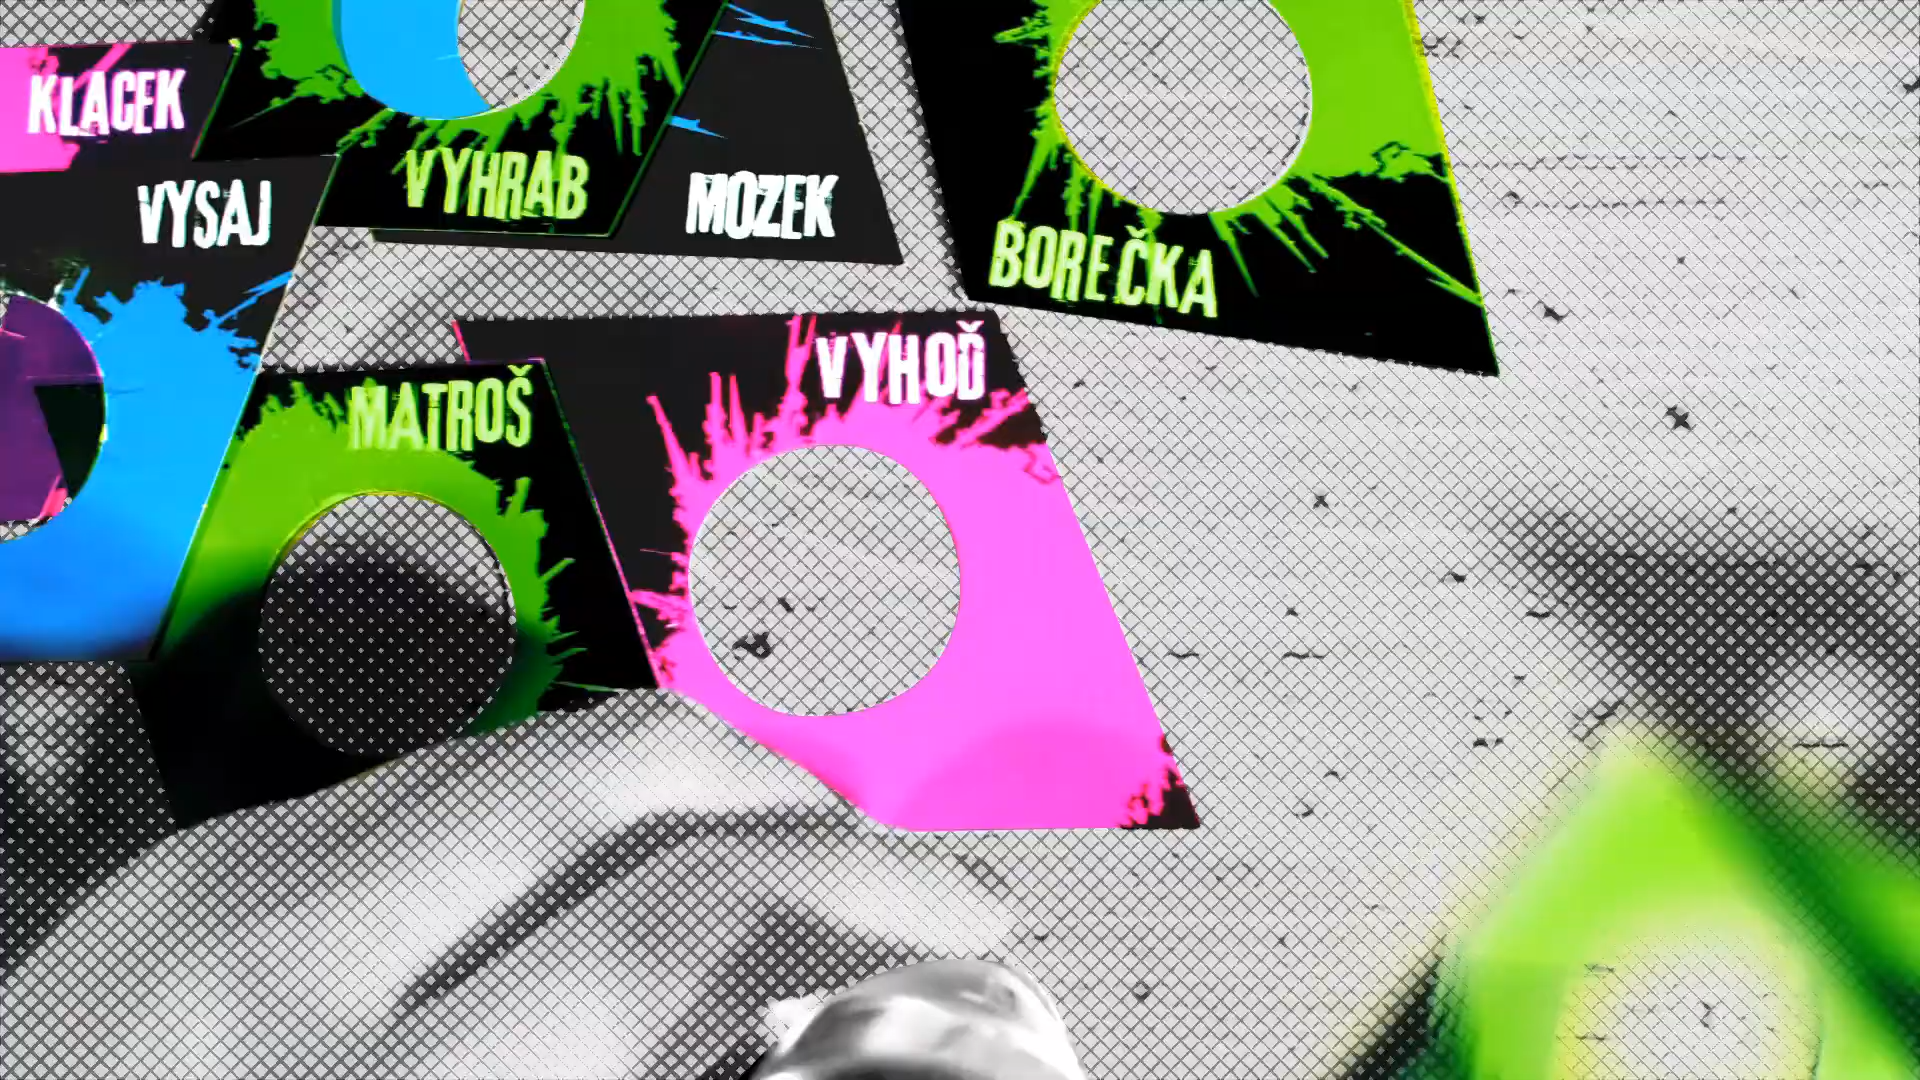 KLACEK
VYSAJ
VYHRAB
MOZEK
BOREČKA
MATROŠ
VYHOĎ